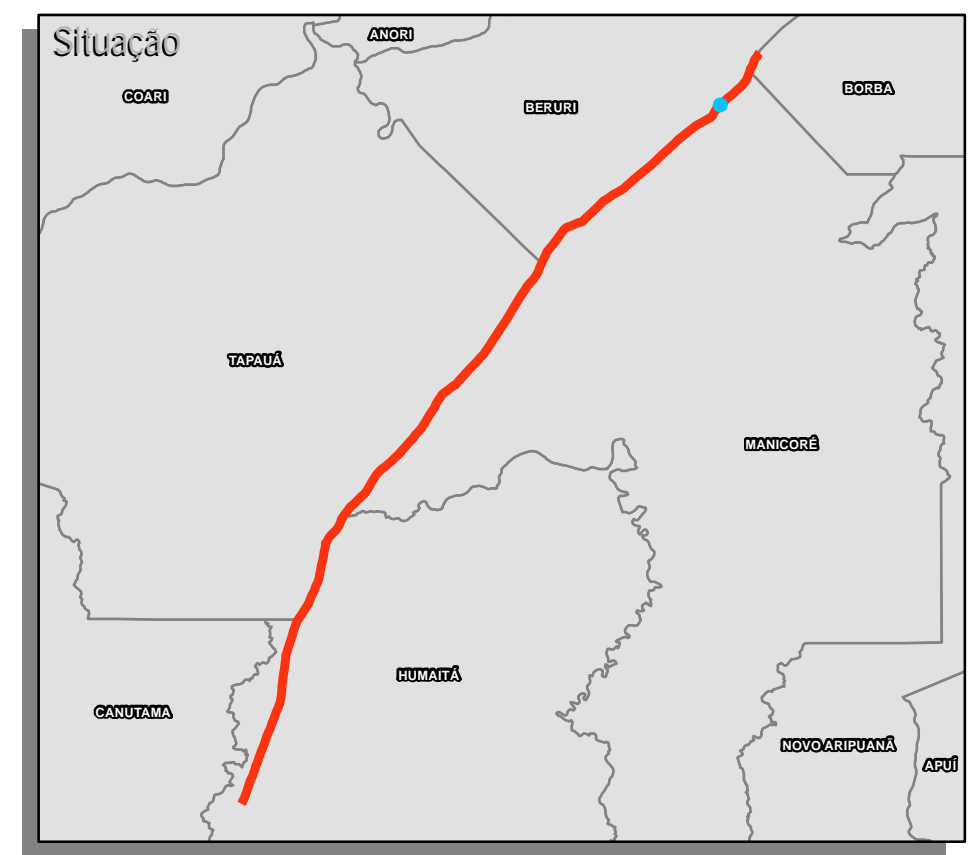 Situação
ANORI
COARI
BERURI
BORBA
TAPAUÁ
MANICORÉ
HUMAITÁ
CANUTAMA
NOVO ARIPUANÃ
APUÍ